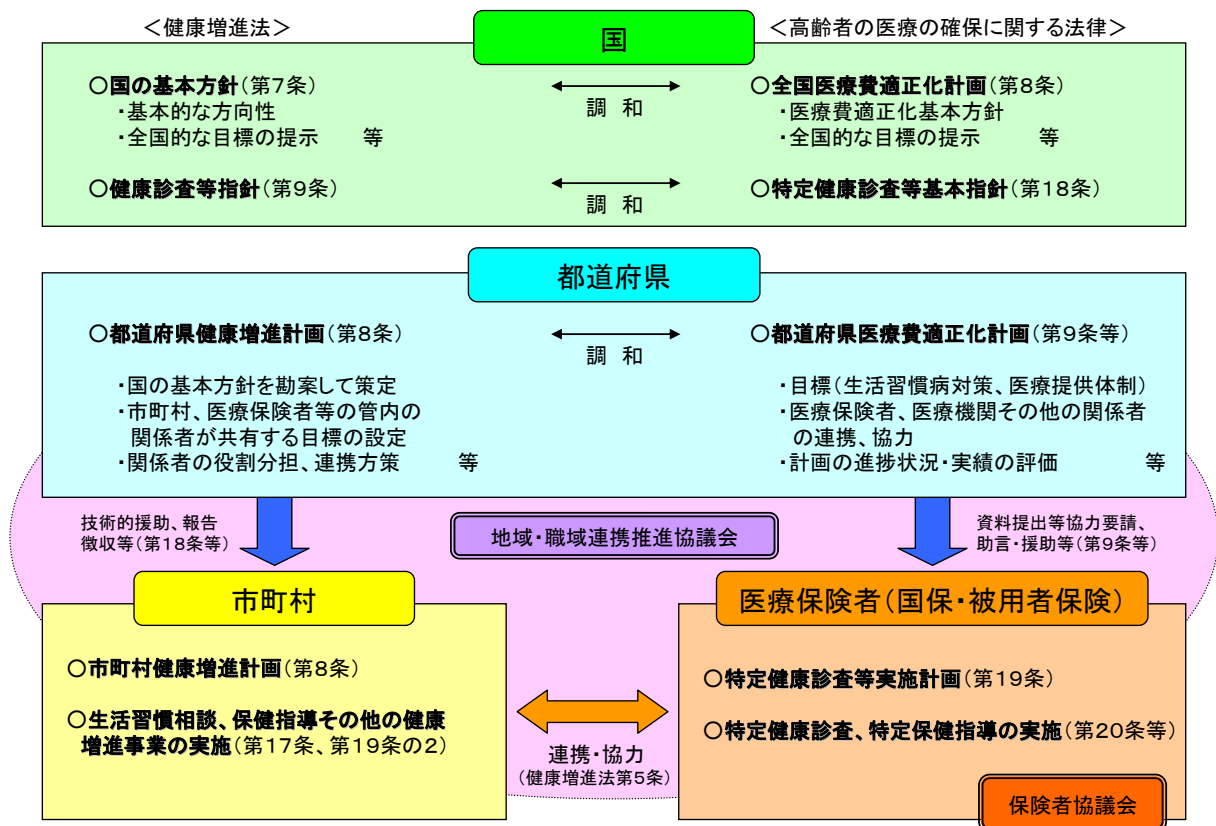 ＜健康増進法＞
国
＜高齢者の医療の確保に関する法律＞
○国の基本方針(第7条)
・基本的な方向性
・全国的な目標の提示　　等
調 和
○全国医療費適正化計画(第8条)
・医療費適正化基本方針
・全国的な目標の提示　　等
○健康診査等指針(第9条)
調 和
○特定健康診査等基本指針(第18条)
都道府県
○都道府県健康増進計画(第8条)
調 和
○都道府県医療費適正化計画(第9条等)
・国の基本方針を勘案して策定
・市町村、医療保険者等の管内の
関係者が共有する目標の設定
・関係者の役割分担、連携方策　　等
・目標(生活習慣病対策、医療提供体制)
・医療保険者、医療機関その他の関係者
の連携、協力
・計画の進捗状況・実績の評価　　等
技術的援助、報告
徴収等(第18条等)
地域・職域連携推進協議会
資料提出等協力要請、
助言・援助等(第9条等)
市町村
○市町村健康増進計画(第8条)
○生活習慣相談、保健指導その他の健康
増進事業の実施(第17条、第19条の2)
連携・協力
(健康増進法第5条)
医療保険者(国保・被用者保険)
○特定健康診査等実施計画(第19条)
○特定健康診査、特定保健指導の実施(第20条等)
保険者協議会